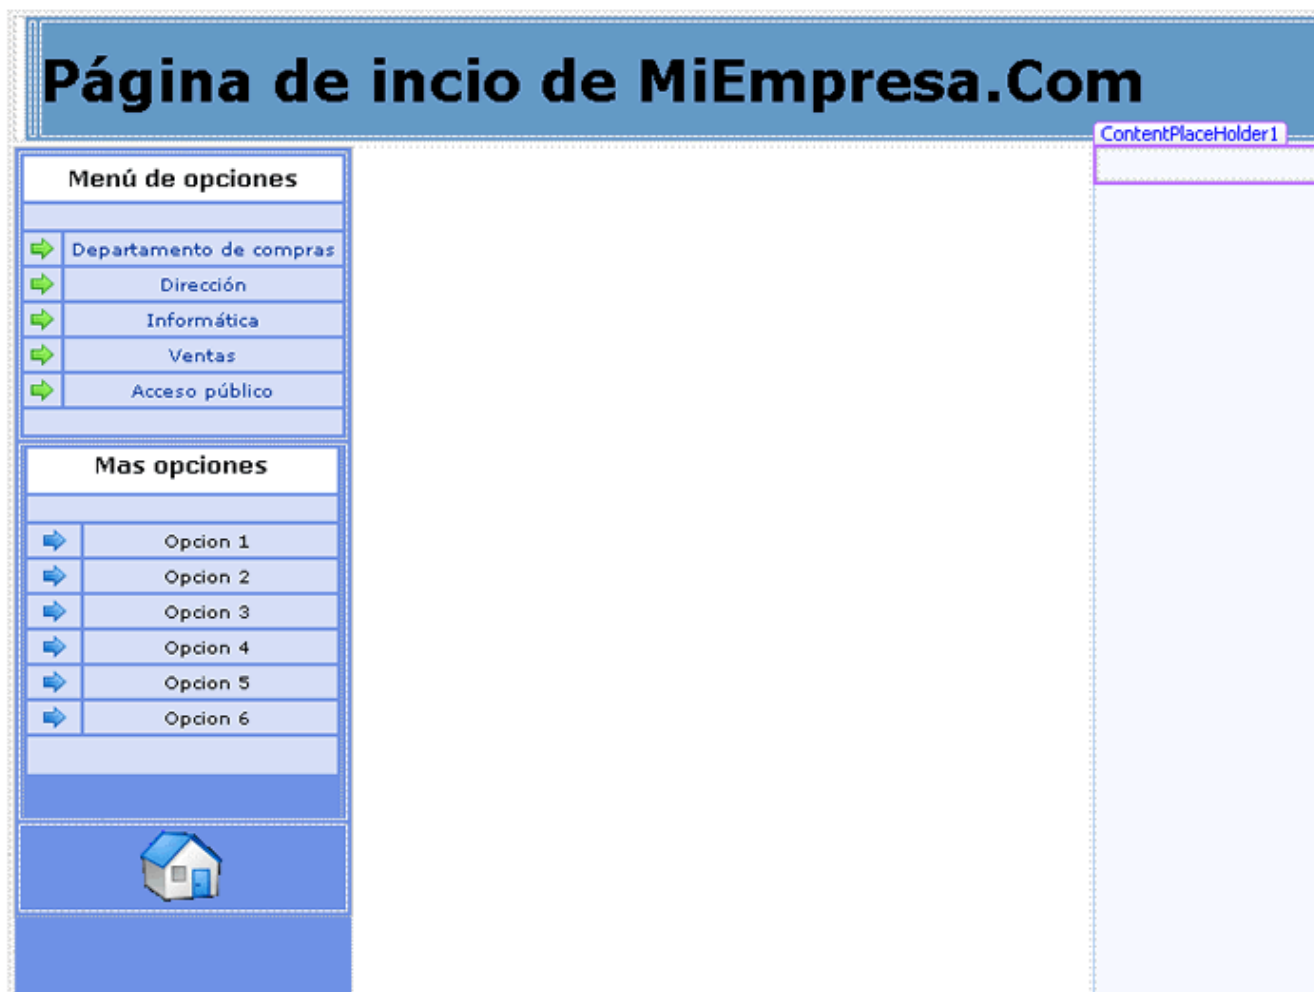 Página de incio de MiEmpresa.Com
ContentPlaceHolder1
Menú de opciones
Departamento de compras
Dirección
Informática
Ventas
Acceso público
Mas opciones
Opcion 1
Opcion 2
Opcion 3
Opcion 4
Opcion 5
Opcion 6